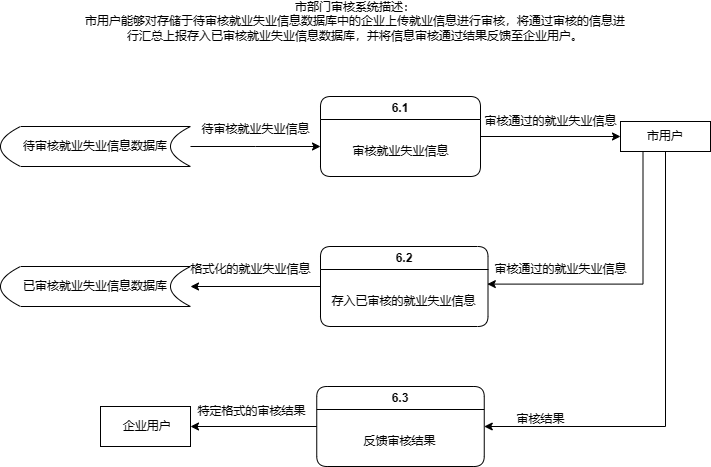 市部门审核系统描述:
市用户能够对存储于待审核就业失业信息数据库中的企业上传就业信息进行审核，将通过审核的信息进
行汇总上报存入已审核就业失业信息数据库，并将信息审核通过结果反馈至企业用户。
6.1
待审核就业失业信息
审核通过的就业失业信息
待审核就业失业信息数据库
审核就业失业信息
市用户
6.2
格式化的就业失业信息
审核通过的就业失业信息
已审核就业失业信息数据库
存入已审核的就业失业信息
6.3
特定格式的审核结果
审核结果
企业用户
反馈审核结果